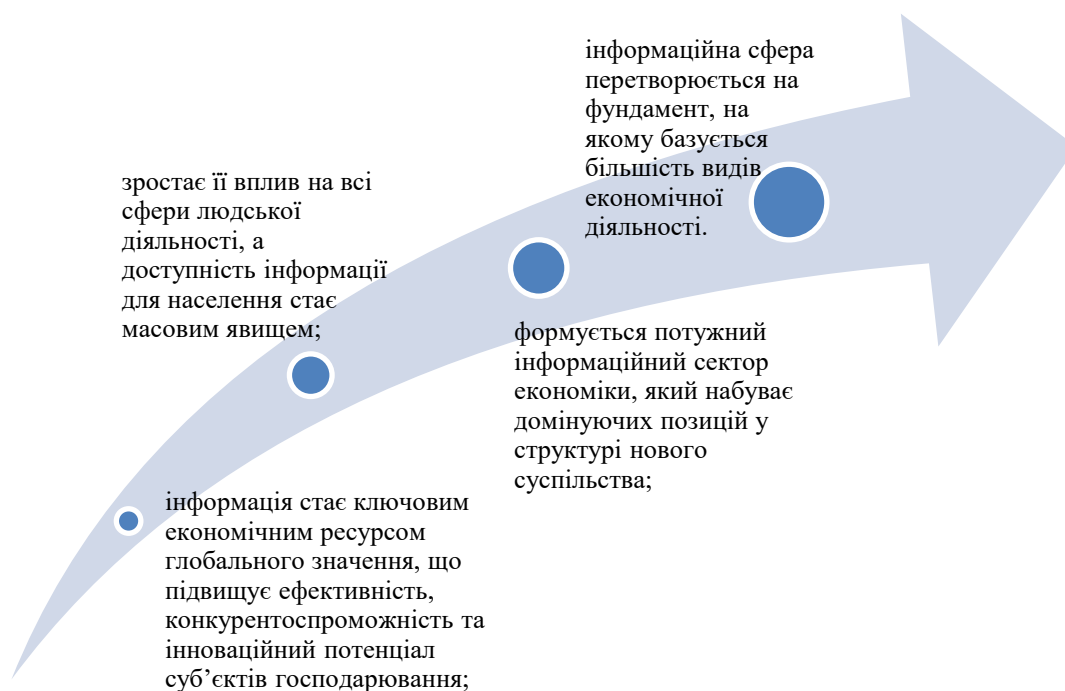 інформаційна сфера
перетворюється на
фундамент, на
якому базується
більшість видів
економічної
діяльності.
зростає її вплив на всі
сфери людської
діяльності, а
доступність інформації
для населення стає
масовим явищем;
формується потужний
інформаційний сектор
економіки, який набуває
домінуючих позицій у
структурі нового
суспільства;
інформація стає ключовим
економічним ресурсом
глобального значення, що
підвищує ефективність,
конкурентоспроможність та
інноваційний потенціал
суб’єктів господарювання;